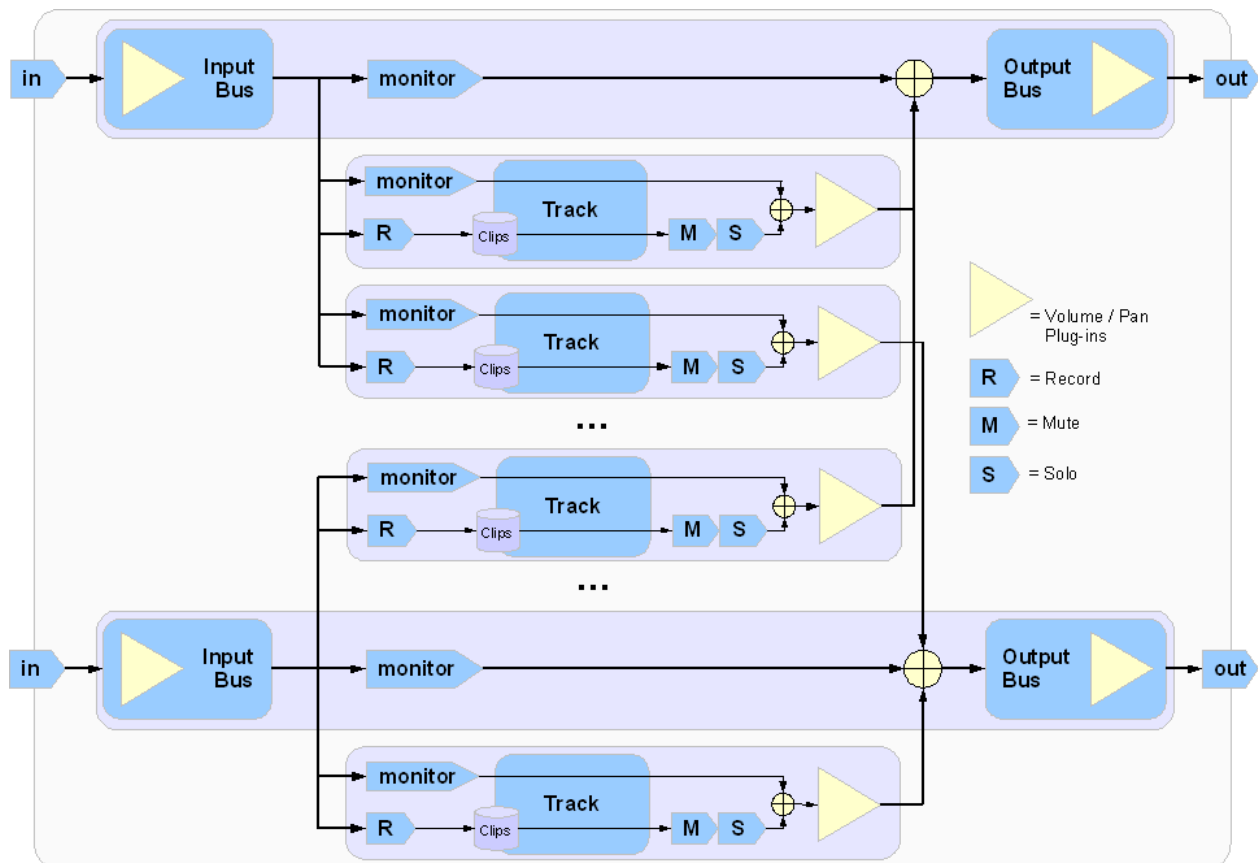 in
Input
Bus
monitor
Output
Bus
out
monitor
Track
R
Clips
M
S
monitor
Track
R
Clips
M
S
...
= Volume / Pan
Plug-ins
R
= Record
M
= Mute
S
= Solo
monitor
Track
R
Clips
M
S
...
in
Input
Bus
monitor
Output
Bus
out
monitor
Track
R
Clips
M
S